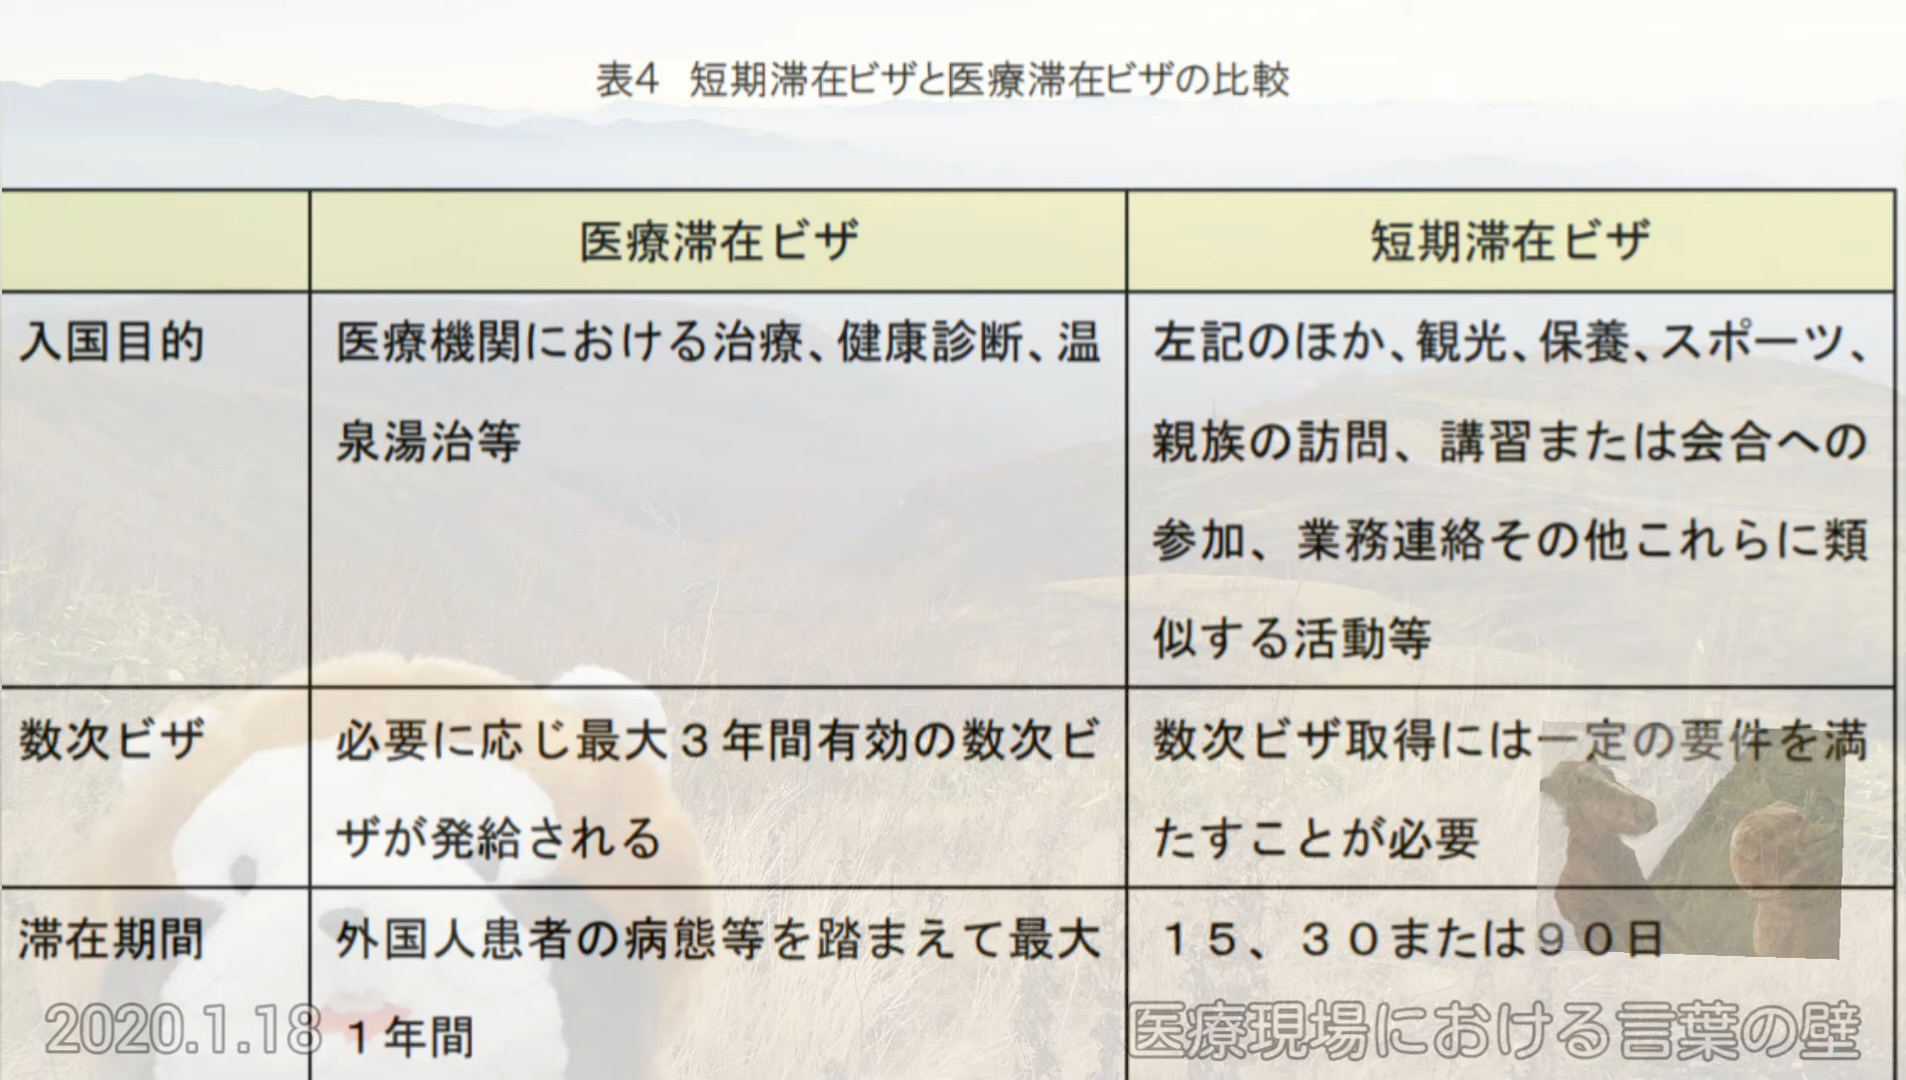 表4　短期滞在ビザと医療滞在ビザの比較
医療滞在ビザ
短期滞在ビザ
入国目的
医療機関における治療、健康診断、温
泉湯治等
左記のほか、観光、保養、スポーツ、
親族の訪問、講習または会合への
参加、業務連絡その他これらに類
似する活動等
数次ビザ
必要に応じ最大３年間有効の数次ビ
ザが発給される
数次ビザ取得には一定の要件を満
たすことが必要
滞在期間
外国人患者の病態等を踏まえて最大
１年間
１５、３０または９０日
2020.1.18
医療現場における言葉の壁